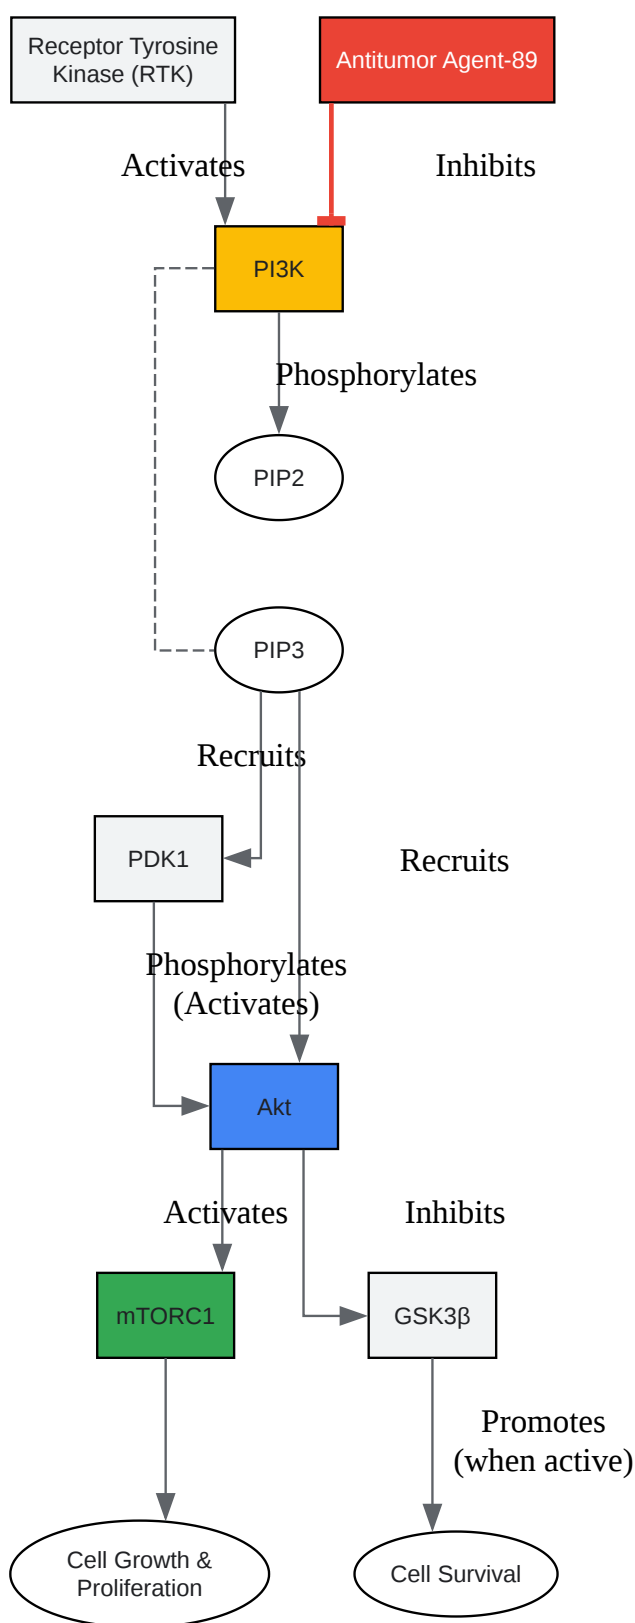 Receptor Tyrosine
Kinase (RTK)
Antitumor Agent-89
Activates
Inhibits
PI3K
Phosphorylates
PIP2
PIP3
Recruits
PDK1
Recruits
Phosphorylates
(Activates)
Akt
Activates
Inhibits
mTORC1
GSK3β
Promotes
(when active)
Cell Growth &
Proliferation
Cell Survival